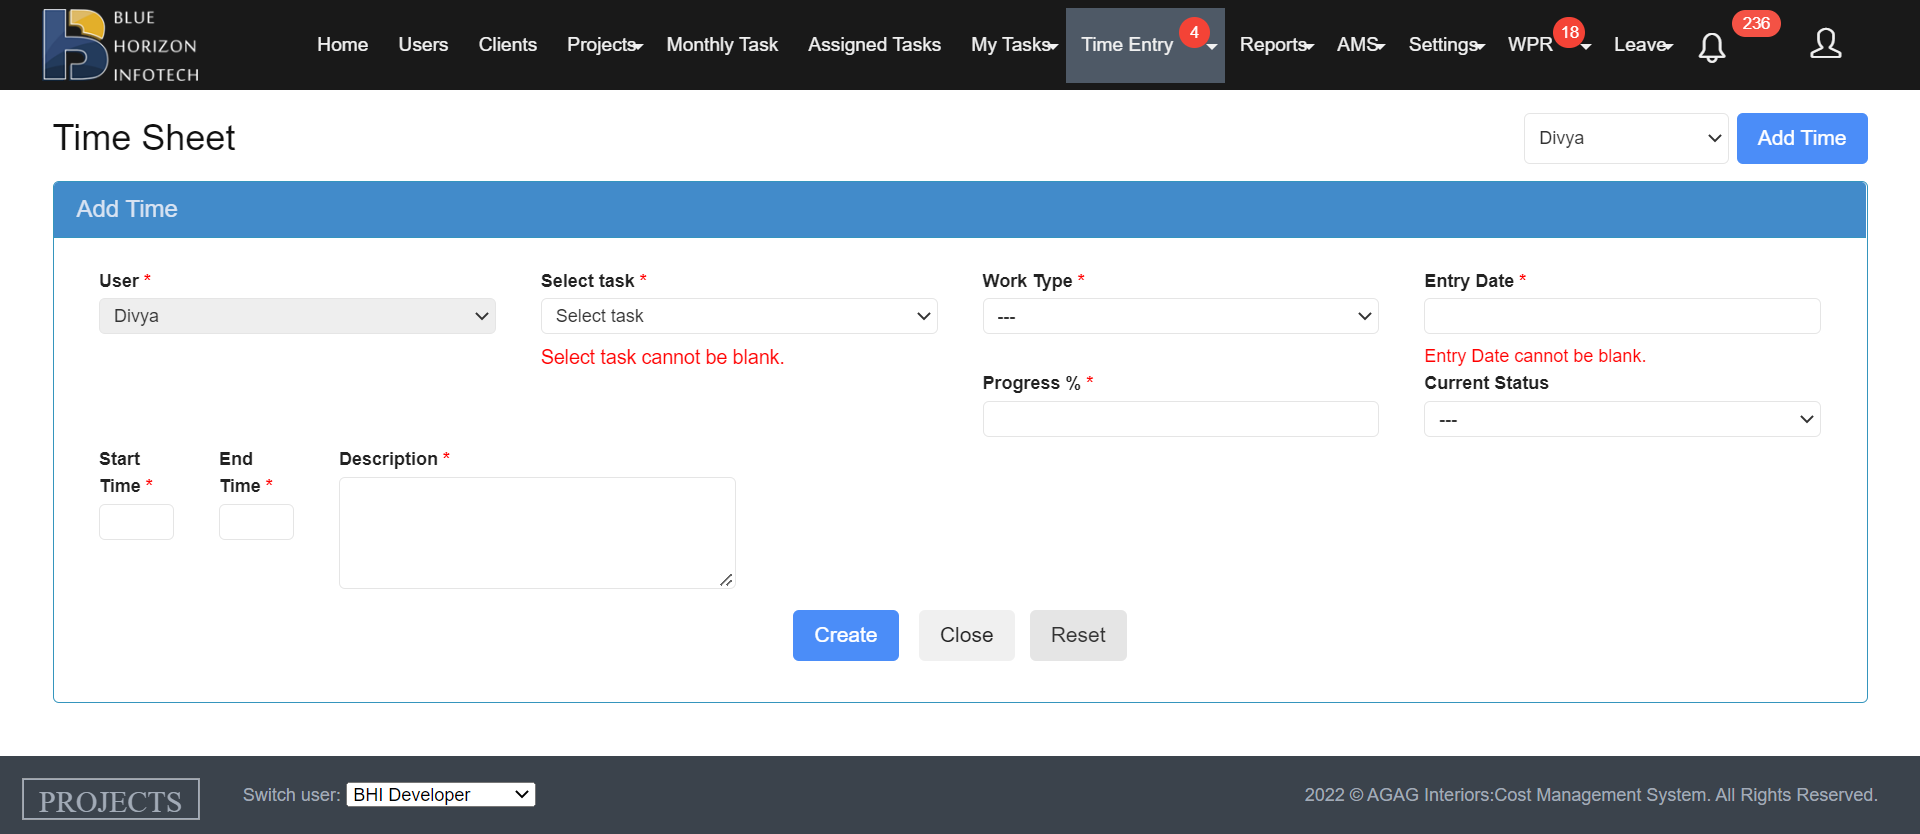 BLUE
HORIZON
INFOTECH
Home Users Clients Projects Monthly Task Assigned Tasks My Tasks Time Entry 4 Reports AMS Settings WPR 18 Leave 236
Time Sheet
Divya
Add Time
Add Time
User * Select task * Work Type * Entry Date *
Divya Select task ---
Select task cannot be blank. Entry Date cannot be blank.
Progress % * Current Status
---
Start End Description *
Time * Time *
Create Close Reset
PROJECTS Switch user: BHI Developer 2022 © AGAG Interiors:Cost Management System. All Rights Reserved.